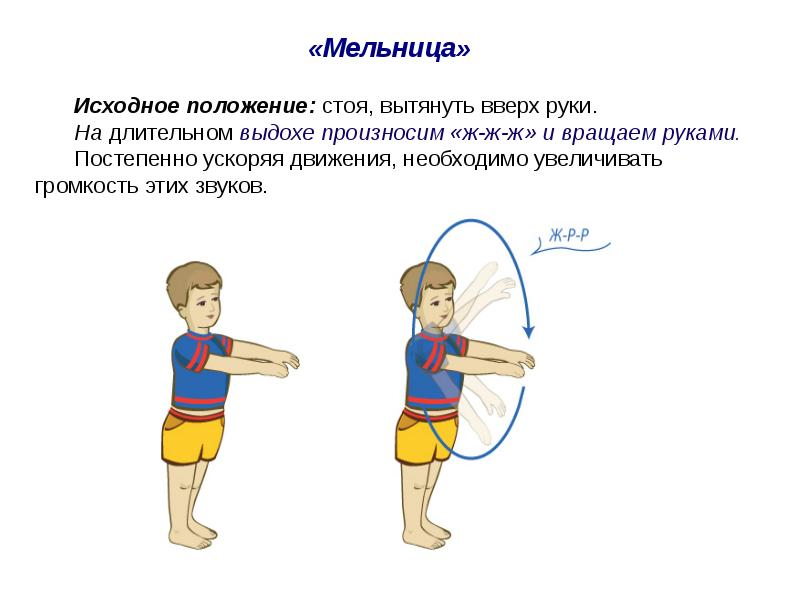 «Мельница»
Исходное положение: стоя, вытянуть вверх руки.
На длительном выдохе произносим «ж-ж-ж» и вращаем руками.
Постепенно ускоряя движения, необходимо увеличивать
громкость этих звуков.
Ж-Р-Р